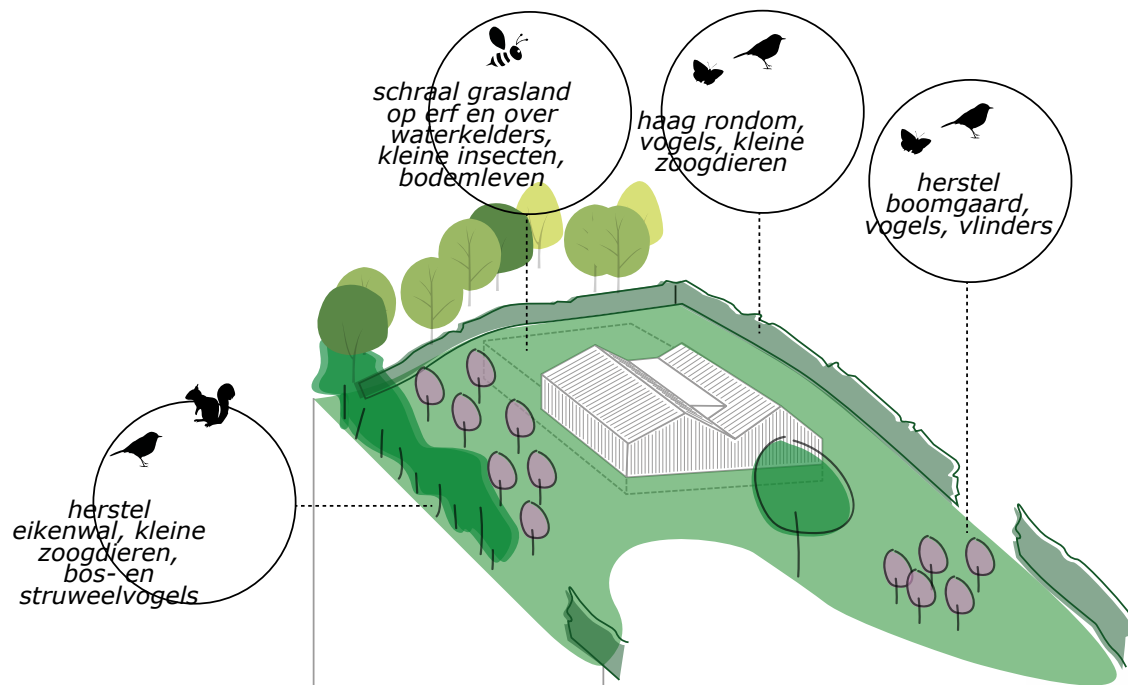 schraal grasland
op erf en over
waterkelders,
kleine insecten,
bodemleven
haag rondom,
vogels, kleine
zoogdieren
herstel
boomgaard,
vogels, vlinders
herstel
eikenwal, kleine
zoogdieren,
bos- en
struweelvogels